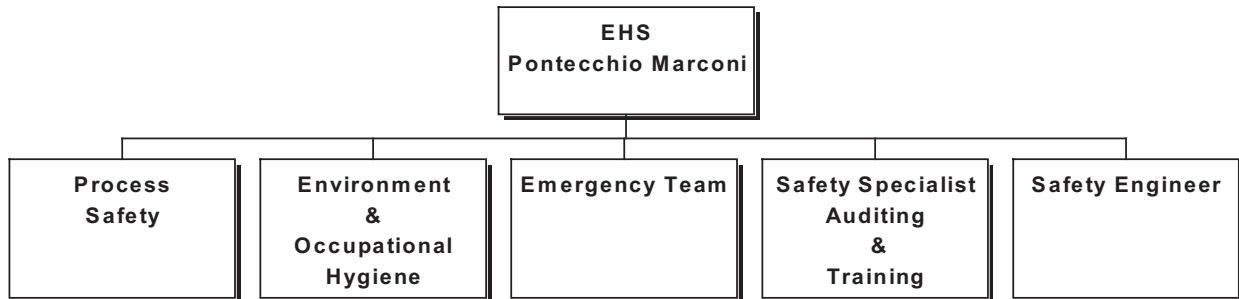 EHS
Pontecchio Marconi
Process
Safety
Environment
&
Occupational
Hygiene
Emergency Team
Safety Specialist
Auditing
&
Training
Safety Engineer